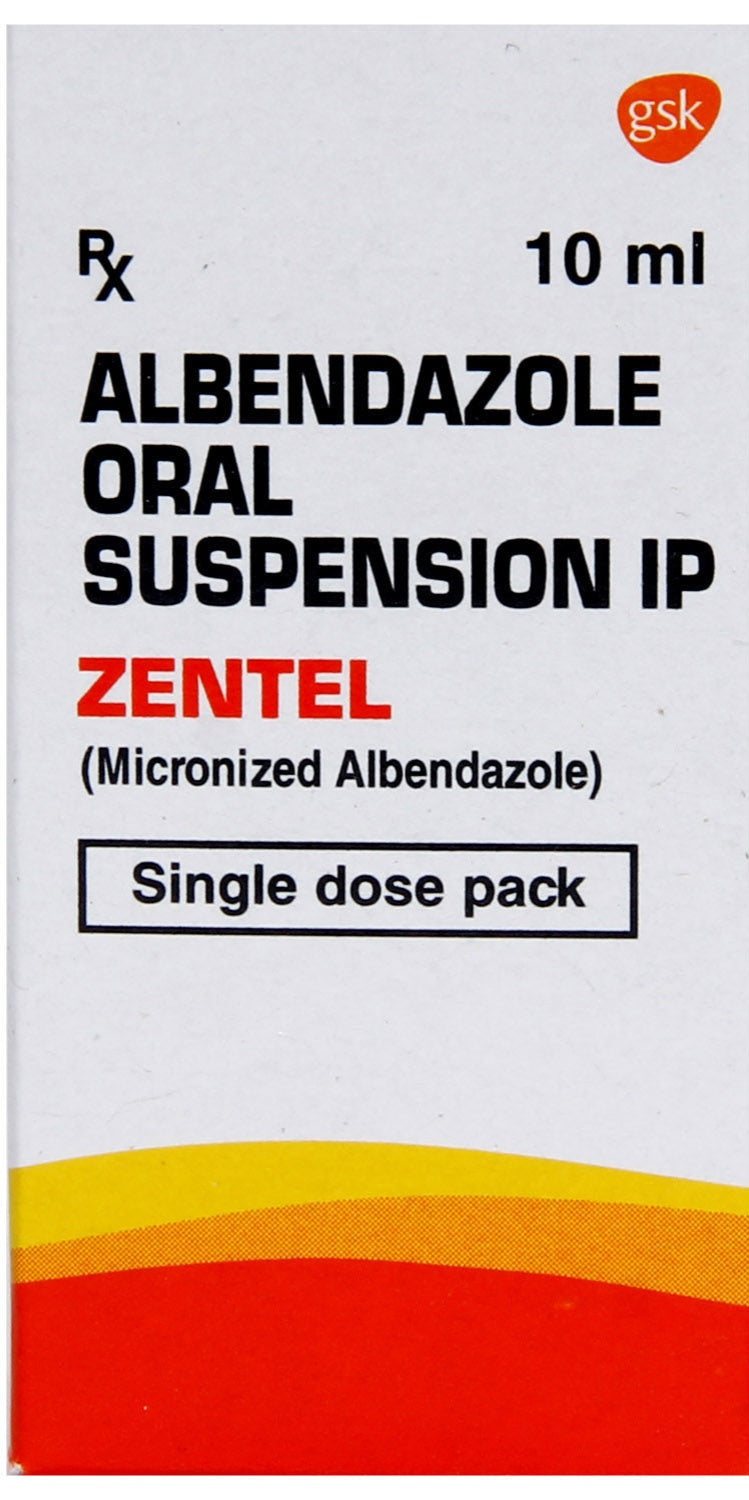 gsk
Rx 10 ml
ALBENDAZOLE
ORAL
SUSPENSION IP
ZENTEL
(Micronized Albendazole)
Single dose pack